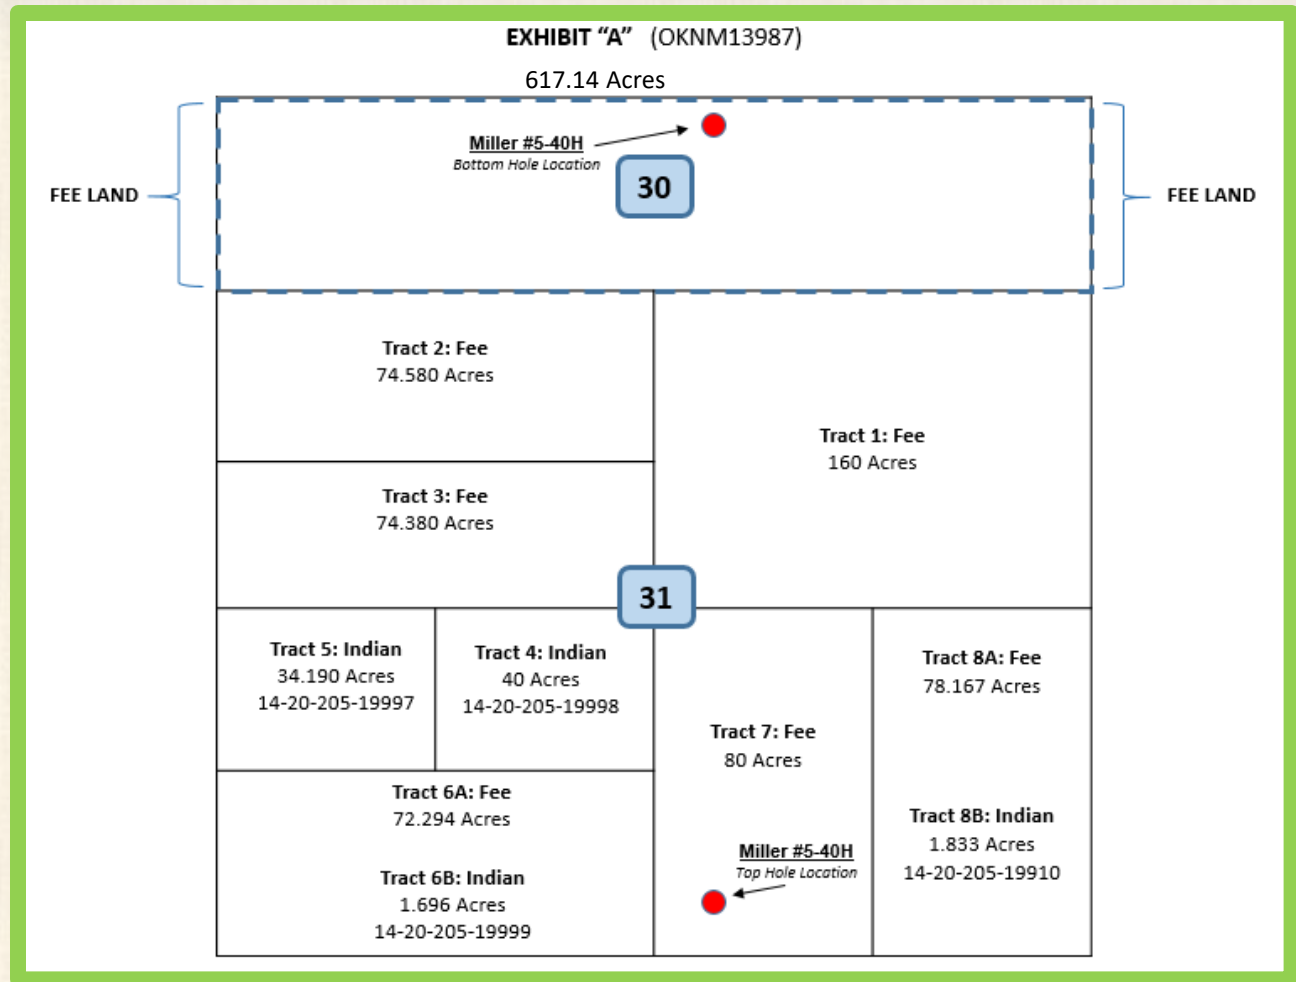 EXHIBIT “A” (OKNM13987)
617.14 Acres
Miller #5-40H
Bottom Hole Location
30
FEE LAND
FEE LAND
Tract 2: Fee
74.580 Acres
Tract 1: Fee
160 Acres
Tract 3: Fee
74.380 Acres
31
Tract 5: Indian
34.190 Acres
14-20-205-19997
Tract 4: Indian
40 Acres
14-20-205-19998
Tract 8A: Fee
78.167 Acres
Tract 7: Fee
80 Acres
Tract 6A: Fee
72.294 Acres
Tract 8B: Indian
1.833 Acres
14-20-205-19910
Miller #5-40H
Top Hole Location
Tract 6B: Indian
1.696 Acres
14-20-205-19999